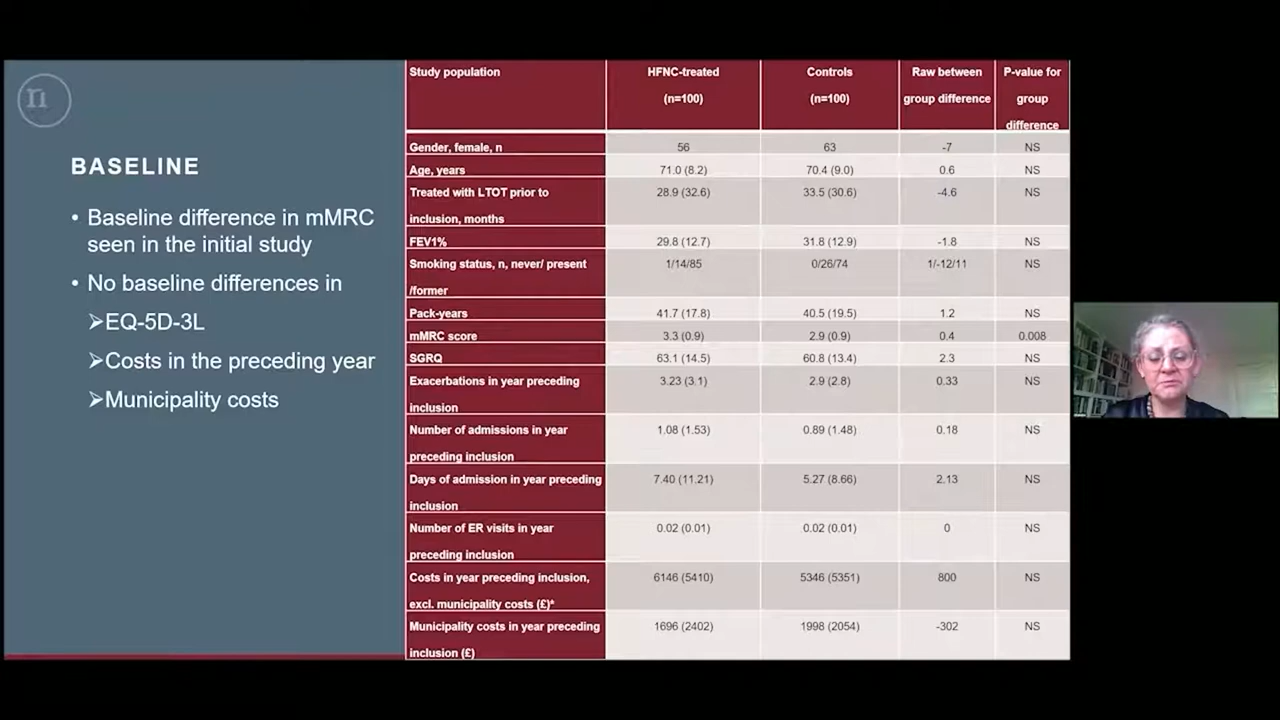 n
BASELINE
• Baseline difference in mMRC
seen in the initial study
• No baseline differences in
➤EQ-5D-3L
➤Costs in the preceding year
➤Municipality costs
Study population HFNC-treated (n=100) Controls (n=100) Raw between group difference P-value for group difference
Gender, female, n 56 63 -7 NS
Age, years 71.0 (8.2) 70.4 (9.0) 0.6 NS
Treated with LTOT prior to inclusion, months 28.9 (32.6) 33.5 (30.6) -4.6 NS
FEV1% 29.8 (12.7) 31.8 (12.9) -1.8 NS
Smoking status, n, never/ present /former 1/14/85 0/26/74 1/-12/11 NS
Pack-years 41.7 (17.8) 40.5 (19.5) 1.2 NS
mMRC score 3.3 (0.9) 2.9 (0.9) 0.4 0.008
SGRQ 63.1 (14.5) 60.8 (13.4) 2.3 NS
Exacerbations in year preceding inclusion 3.23 (3.1) 2.9 (2.8) 0.33 NS
Number of admissions in year preceding inclusion 1.08 (1.53) 0.89 (1.48) 0.18 NS
Days of admission in year preceding inclusion 7.40 (11.21) 5.27 (8.66) 2.13 NS
Number of ER visits in year preceding inclusion 0.02 (0.01) 0.02 (0.01) 0 NS
Costs in year preceding inclusion, excl. municipality costs (£)* 6146 (5410) 5346 (5351) 800 NS
Municipality costs in year preceding inclusion (£) 1696 (2402) 1998 (2054) -302 NS